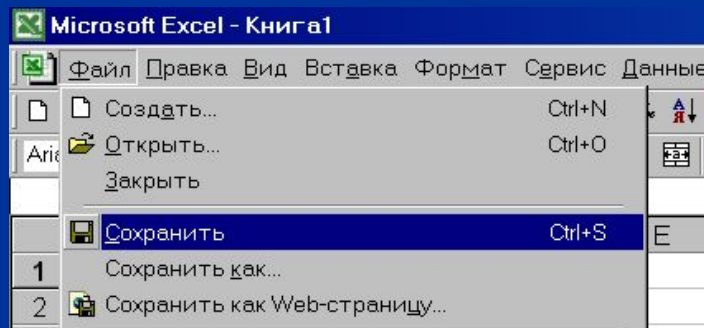 Microsoft Excel - Книга1
Файл Правка Вид Вставка Формат Сервис Данные
Создать... Ctrl+N
Открыть... Ctrl+O
Закрыть
Сохранить Ctrl+S E
1 Сохранить как...
2 Сохранить как Web-страницу...